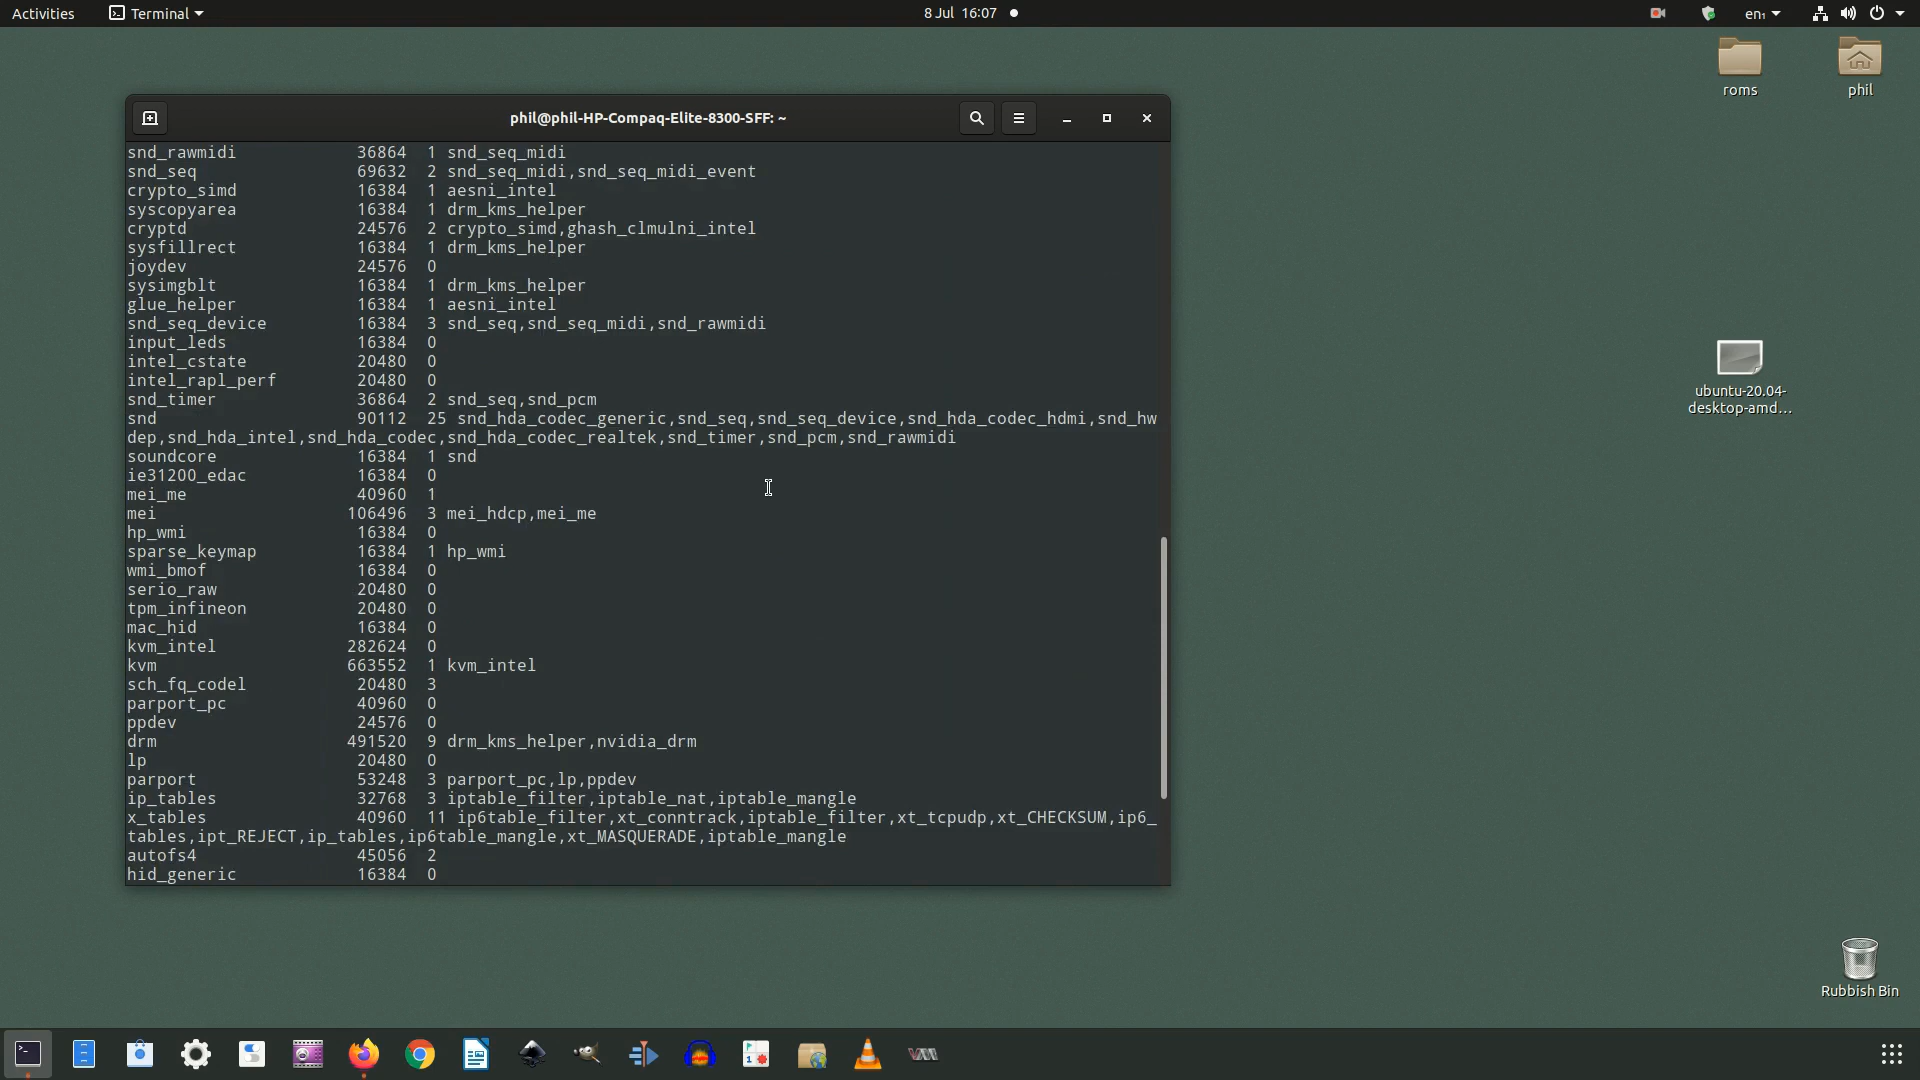 Activities
Terminal
8 Jul 16:07
en₁
roms
phil
phil@phil-HP-Compaq-Elite-8300-SFF: ~
snd_rawmidi 36864 1 snd_seq_midi
snd_seq 69632 2 snd_seq_midi,snd_seq_midi_event
crypto_simd 16384 1 aesni_intel
syscopyarea 16384 1 drm_kms_helper
cryptd 24576 2 crypto_simd,ghash_clmulni_intel
sysfillrect 16384 1 drm_kms_helper
joydev 24576 0
sysimgblt 16384 1 drm_kms_helper
glue_helper 16384 1 aesni_intel
snd_seq_device 16384 3 snd_seq,snd_seq_midi,snd_rawmidi
input_leds 16384 0
intel_cstate 20480 0
intel_rapl_perf 20480 0
snd_timer 36864 2 snd_seq,snd_pcm
snd 90112 25 snd_hda_codec_generic,snd_seq,snd_seq_device,snd_hda_codec_hdmi,snd_hw
dep,snd_hda_intel,snd_hda_codec,snd_hda_codec_realtek,snd_timer,snd_pcm,snd_rawmidi
soundcore 16384 1 snd
ie31200_edac 16384 0
mei_me 40960 1
mei 106496 3 mei_hdcp,mei_me
hp_wmi 16384 0
sparse_keymap 16384 1 hp_wmi
wmi_bmof 16384 0
serio_raw 20480 0
tpm_infineon 20480 0
mac_hid 16384 0
kvm_intel 282624 0
kvm 663552 1 kvm_intel
sch_fq_codel 20480 3
parport_pc 40960 0
ppdev 24576 0
drm 491520 9 drm_kms_helper,nvidia_drm
lp 20480 0
parport 53248 3 parport_pc,lp,ppdev
ip_tables 32768 3 iptable_filter,iptable_nat,iptable_mangle
x_tables 40960 11 ip6table_filter,xt_conntrack,iptable_filter,xt_tcpudp,xt_CHECKSUM,ip6_
tables,ipt_REJECT,ip_tables,ip6table_mangle,xt_MASQUERADE,iptable_mangle
autofs4 45056 2
hid_generic 16384 0
ubuntu-20.04-
desktop-amd...
Rubbish Bin